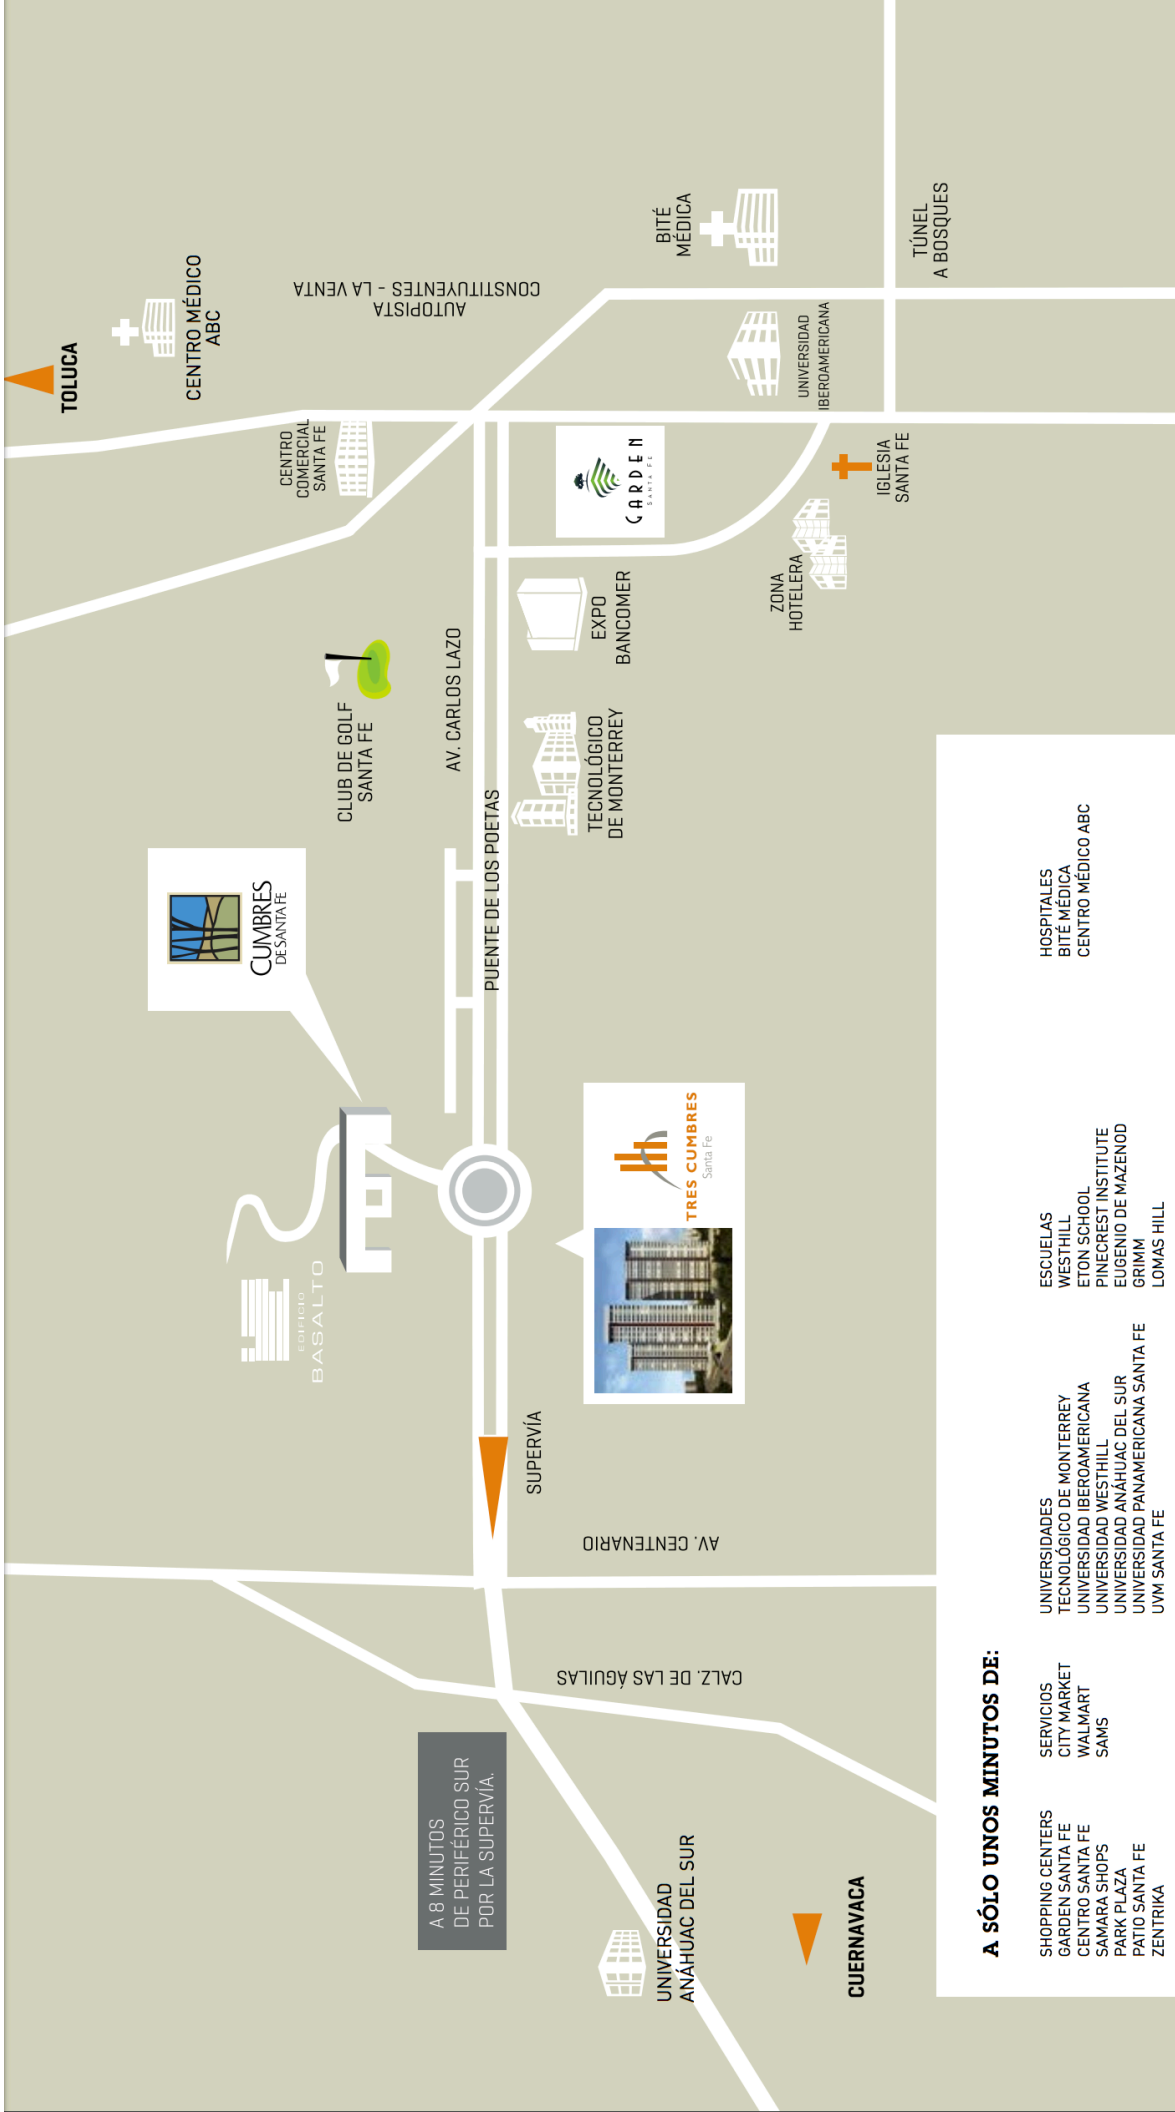 TOLUCA
CENTRO MÉDICO
ABC
AUTOPISTA
CONSTITUYENTES - LA VENTA
CENTRO
COMERCIAL
SANTA FE
CLUB DE GOLF
SANTA FE
AV. CARLOS LAZO
PUENTE DE LOS POETAS
CUMBRES
DE SANTA FE
EDIFICIO
BASALTO
GARDEN
SANTA FE
BITÉ
MÉDICA
UNIVERSIDAD
IBEROAMERICANA
TÚNEL
A BOSQUES
IGLESIA
SANTA FE
ZONA
HOTELERA
EXPO
BANCOMER
TECNOLÓGICO
DE MONTERREY
TRES CUMBRES
Santa Fe
SUPERVÍA
AV. CENTENARIO
CALZ. DE LAS ÁGUILAS
A 8 MINUTOS
DE PERIFÉRICO SUR
POR LA SUPERVÍA.
UNIVERSIDAD
ANÁHUAC DEL SUR
CUERNAVACA
A SÓLO UNOS MINUTOS DE:
SHOPPING CENTERS
GARDEN SANTA FE
CENTRO SANTA FE
SAMARA SHOPS
PARK PLAZA
PATIO SANTA FE
ZENTRIKA
SERVICIOS
CITY MARKET
WALMART
SAMS
UNIVERSIDADES
TECNOLÓGICO DE MONTERREY
UNIVERSIDAD IBEROAMERICANA
UNIVERSIDAD WESTHILL
UNIVERSIDAD ANÁHUAC DEL SUR
UNIVERSIDAD PANAMERICANA SANTA FE
UVM SANTA FE
ESCUELAS
WESTHILL
ETON SCHOOL
PINECREST INSTITUTE
EUGENIO DE MAZENOD
GRIMM
LOMAS HILL
HOSPITALES
BITÉ MÉDICA
CENTRO MÉDICO ABC